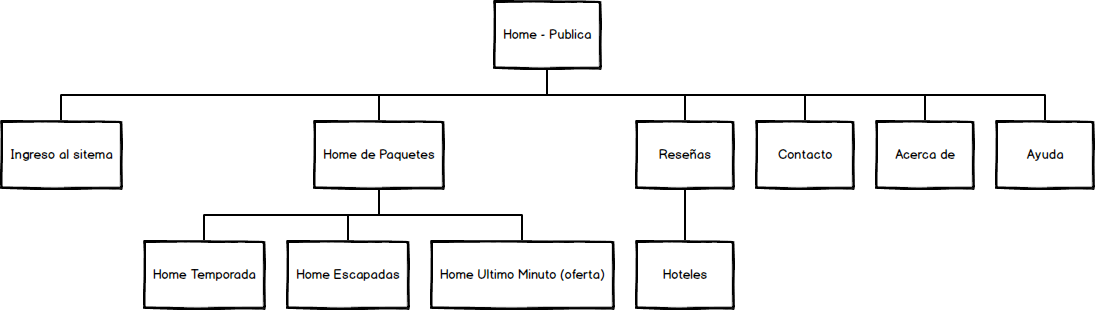 Home - Publica
Ingreso al sitema
Home de Paquetes
Reseñas
Contacto
Acerca de
Ayuda
Home Temporada
Home Escapadas
Home Ultimo Minuto (oferta)
Hoteles